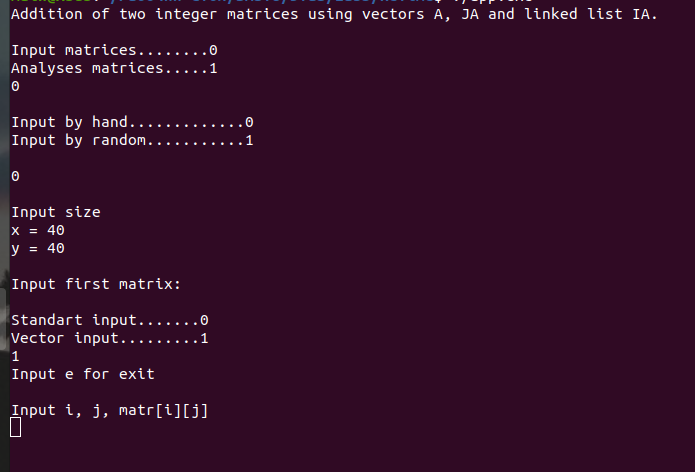 Addition of two integer matrices using vectors A, JA and linked list IA.
Input matrices........0
Analyses matrices.....1
0
Input by hand.............0
Input by random...........1
0
Input size
x = 40
y = 40
Input first matrix:
Standart input.......0
Vector input.........1
1
Input e for exit
Input i, j, matr[i][j]